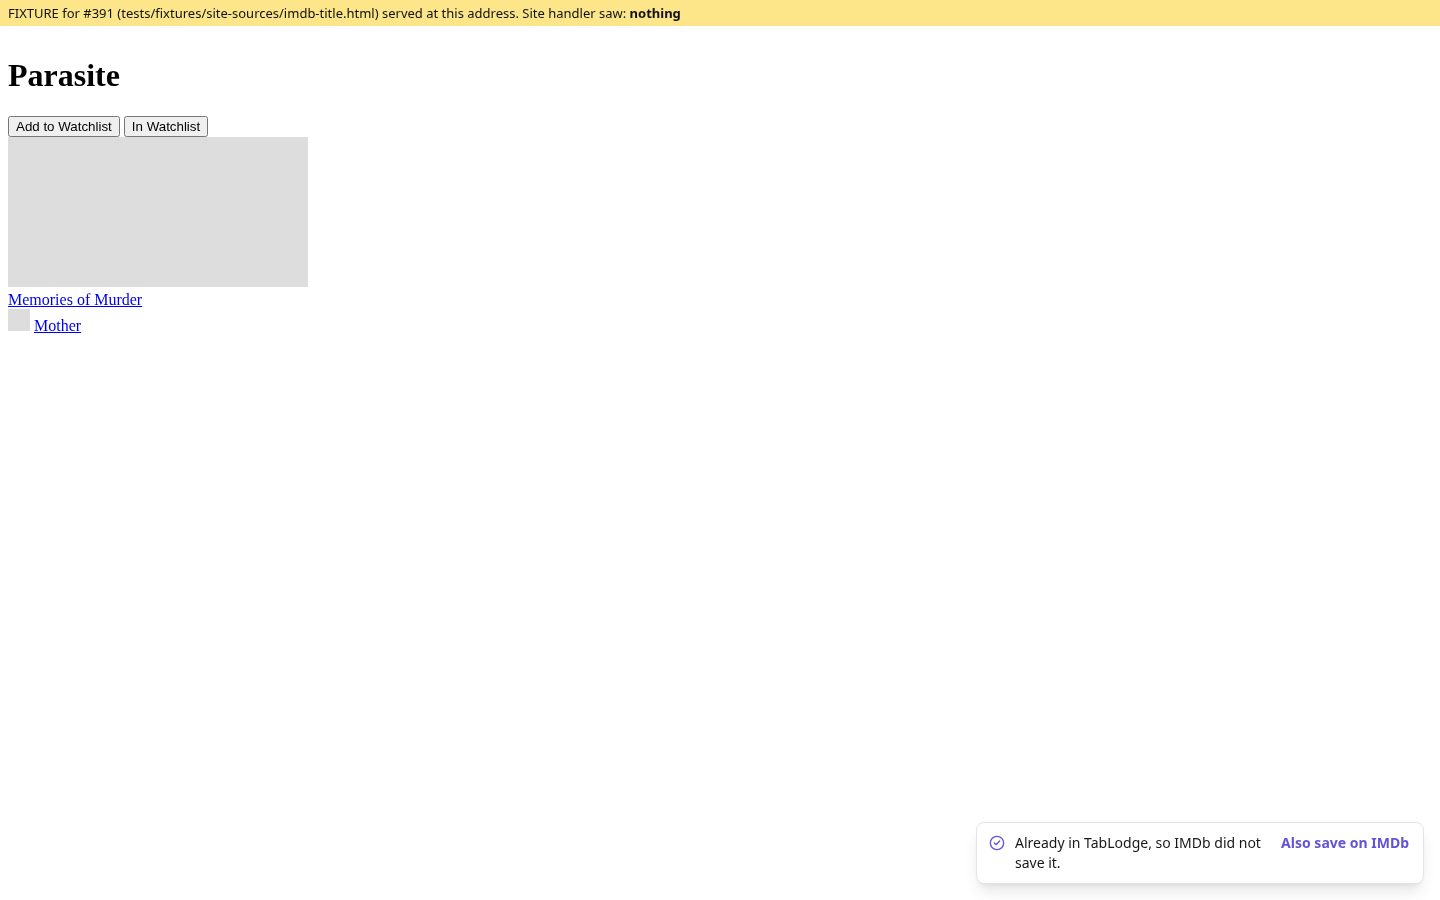 FIXTURE for #391 (tests/fixtures/site-sources/imdb-title.html) served at this address. Site handler saw: nothing
Parasite
Add to Watchlist In Watchlist
Memories of Murder
Mother
Already in TabLodge, so IMDb did not save it.
Also save on IMDb